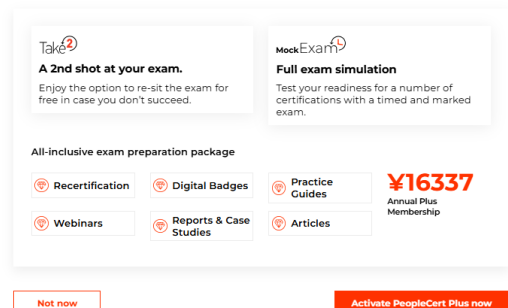 Take2
MockExam
A 2nd shot at your exam.
Full exam simulation
Enjoy the option to re-sit the exam for
free in case you don't succeed.
Test your readiness for a number of
certifications with a timed and marked
exam.
All-inclusive exam preparation package
Recertification
Digital Badges
Practice
Guides
Webinars
Reports & Case
Studies
Articles
¥16337
Annual Plus
Membership
Not now
Activate PeopleCert Plus now